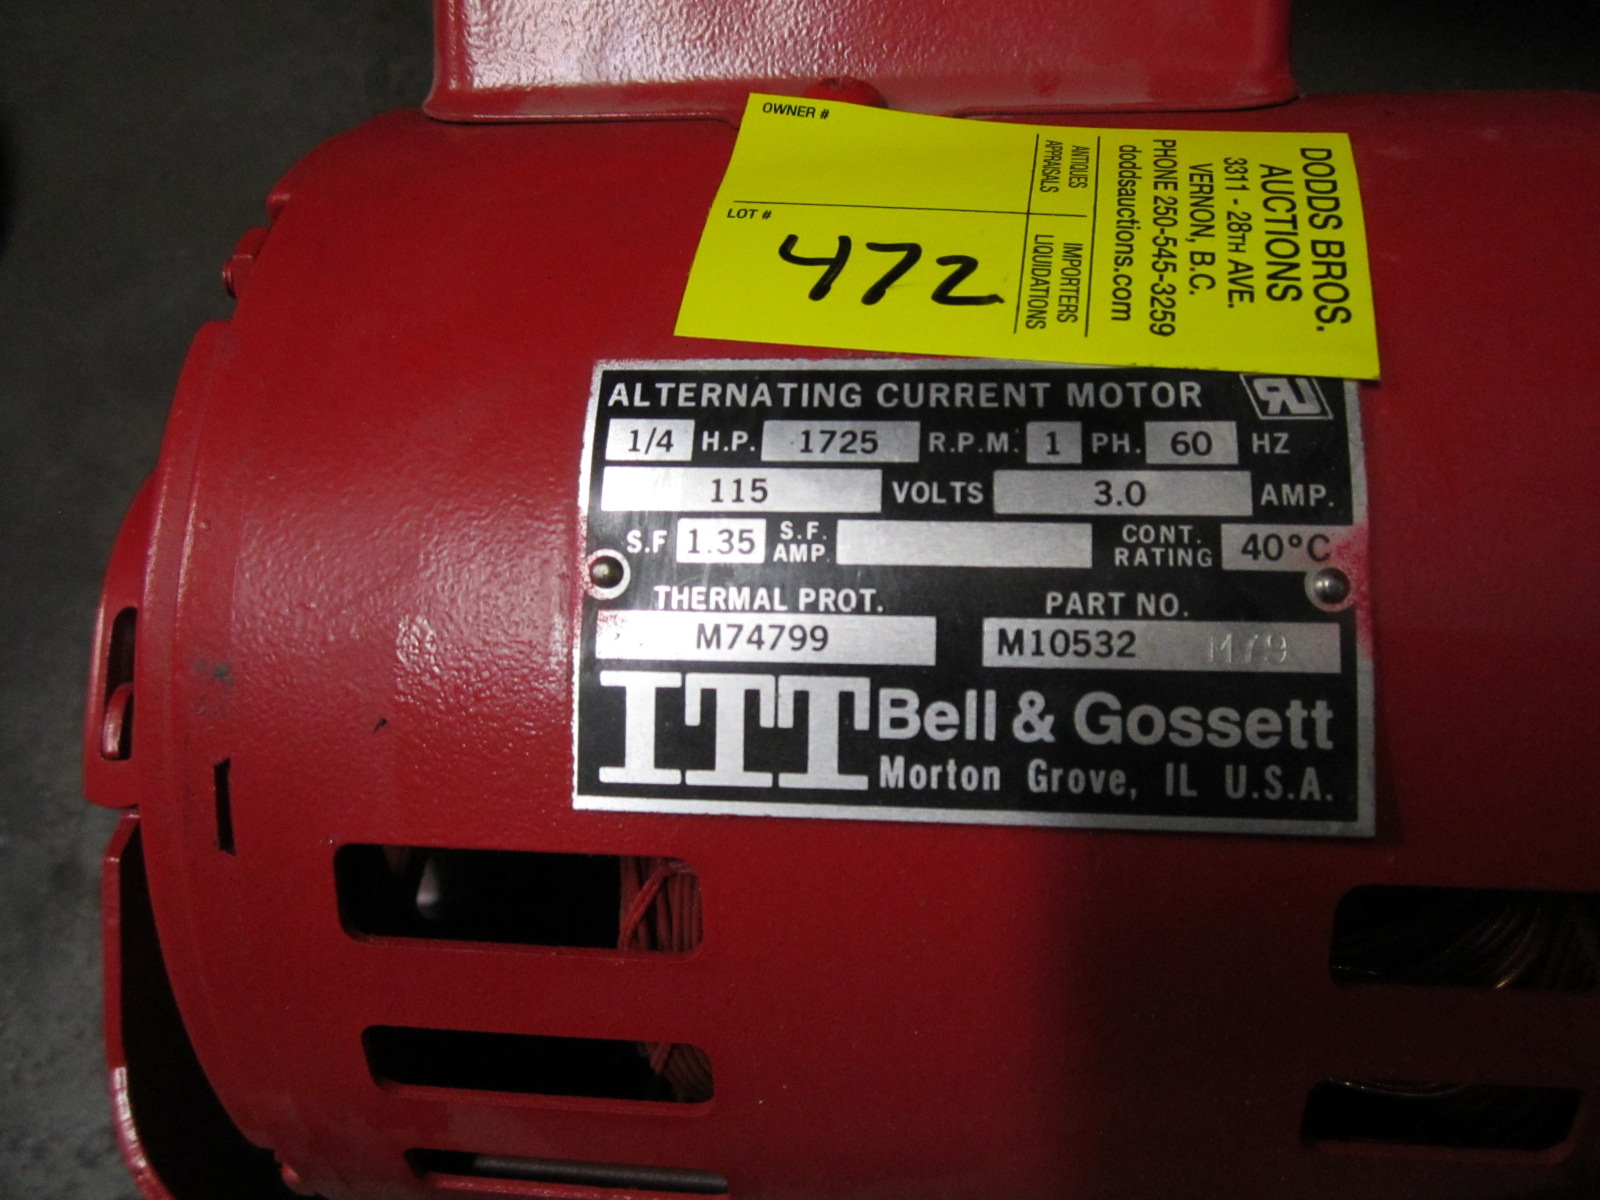 OWNER #
LOT #
472
ANTIQUES
APPRAISALS
IMPORTERS
LIQUIDATIONS
DODDS BROS.
AUCTIONS
3311 - 28TH AVE.
VERNON, B.C.
PHONE 250-545-3259
doddsauctions.com
ALTERNATING CURRENT MOTOR RU
1/4 H.P. 1725 R.P.M. 1 PH. 60 HZ
115 VOLTS 3.0 AMP.
S.F 1.35 S.F. AMP. CONT. RATING 40°C
THERMAL PROT. PART NO.
M74799 M10532 M79
ITT Bell & Gossett
Morton Grove, IL U.S.A.